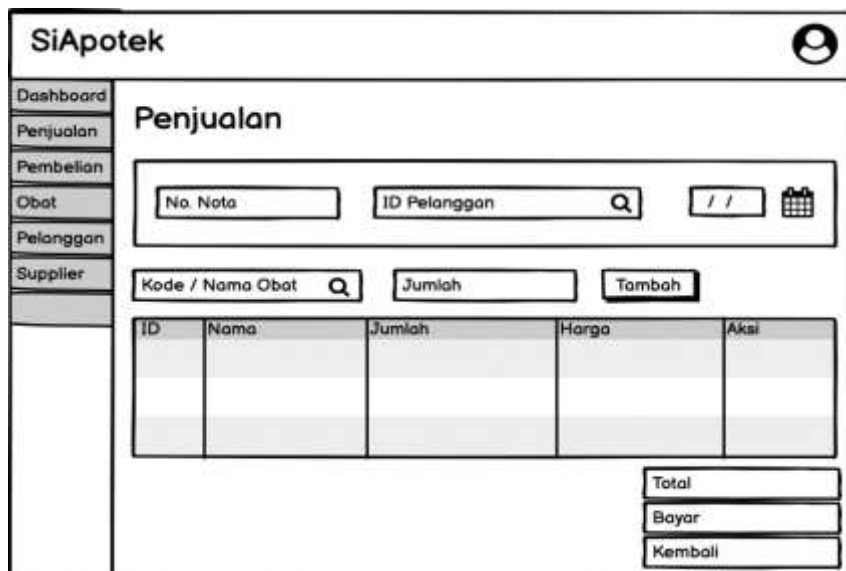 SiApotek
Dashboard
Penjualan
Pembelian
Obat
Pelanggan
Supplier
Penjualan
No. Nota
ID Pelanggan
/ /
Kode / Nama Obat
Jumlah
Tambah
ID Nama Jumlah Harga Aksi
Total
Bayar
Kembali